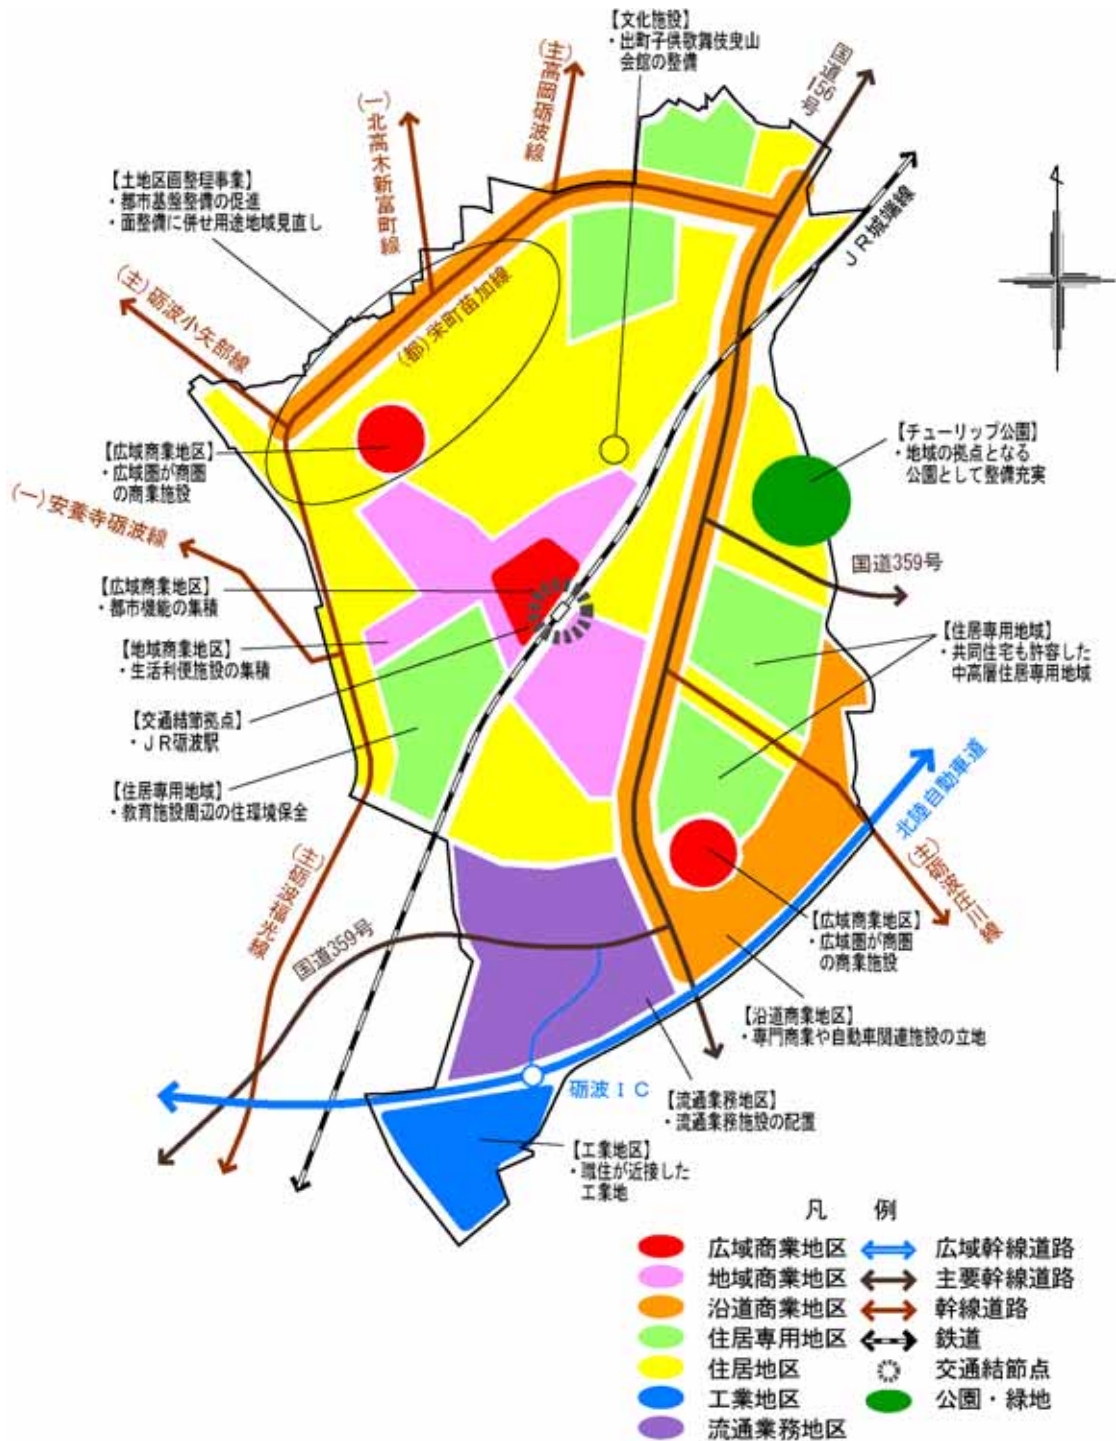 【文化施設】
・出町子供歌舞伎曳山
会館の整備
国道156号
(主)高岡砺波線
(一)北高木新富町線
【土地区画整理事業】
・都市基盤整備の促進
・面整備に併せ用途地域見直し
JR城端線
(主)砺波小矢部線
(都)栄町苗加線
【広域商業地区】
・広域圏が商圏
の商業施設
【チューリップ公園】
・地域の拠点となる
公園として整備充実
(一)安養寺砺波線
国道359号
【広域商業地区】
・都市機能の集積
【地域商業地区】
・生活利便施設の集積
【住居専用地域】
・共同住宅も許容した
中高層住居専用地域
【交通結節拠点】
・JR砺波駅
【住居専用地域】
・教育施設周辺の住環境保全
北陸自動車道
(主)砺波福光線
(主)砺波庄川線
【広域商業地区】
・広域圏が商圏
の商業施設
国道359号
【沿道商業地区】
・専門商業や自動車関連施設の立地
砺波IC
【流通業務地区】
・流通業務施設の配置
【工業地区】
・職住が近接した
工業地
凡 例
広域商業地区 広域幹線道路
地域商業地区 主要幹線道路
沿道商業地区 幹線道路
住居専用地区 鉄道
住居地区 交通結節点
工業地区 公園・緑地
流通業務地区